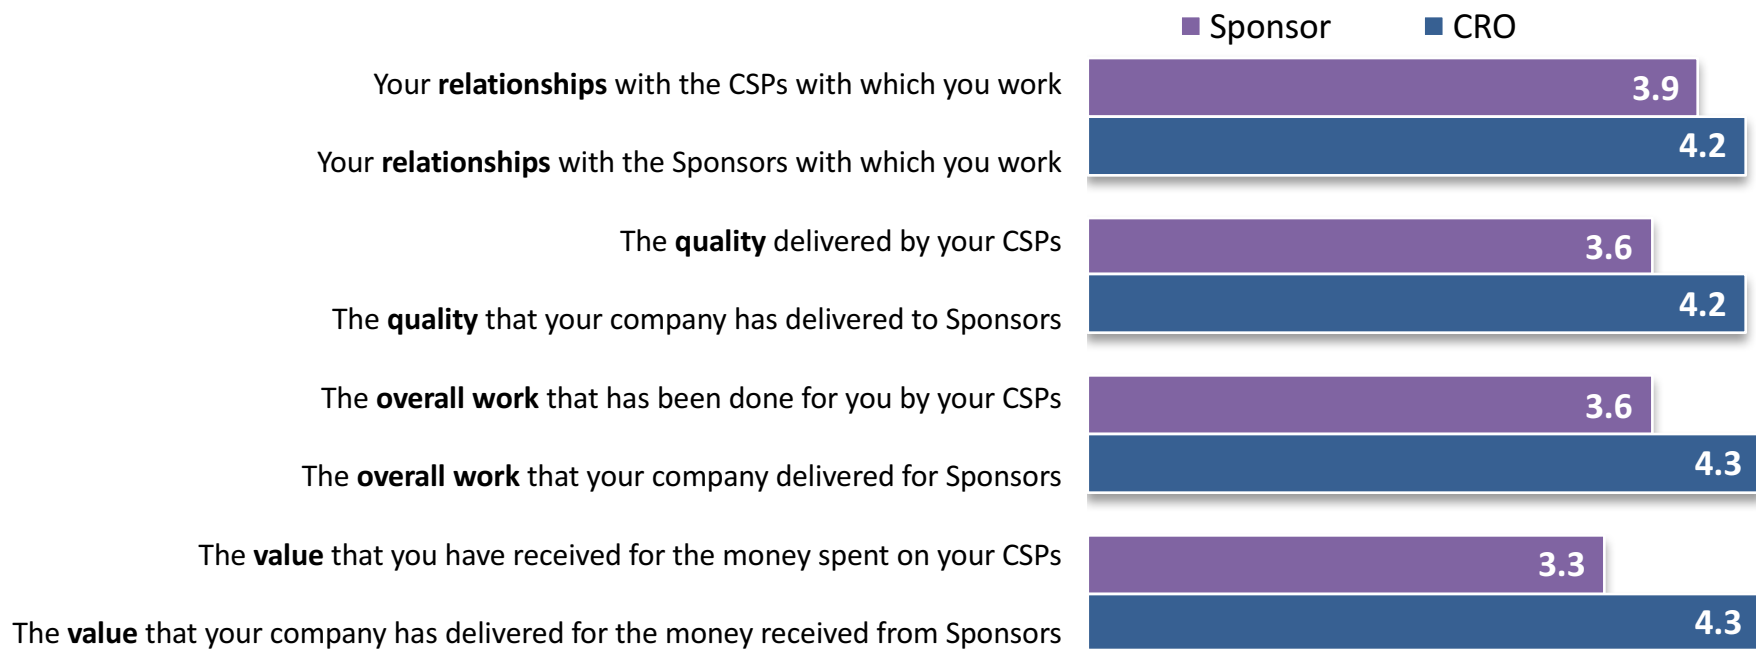 Sponsor CRO
Your relationships with the CSPs with which you work 3.9
Your relationships with the Sponsors with which you work 4.2
The quality delivered by your CSPs 3.6
The quality that your company has delivered to Sponsors 4.2
The overall work that has been done for you by your CSPs 3.6
The overall work that your company delivered for Sponsors 4.3
The value that you have received for the money spent on your CSPs 3.3
The value that your company has delivered for the money received from Sponsors 4.3